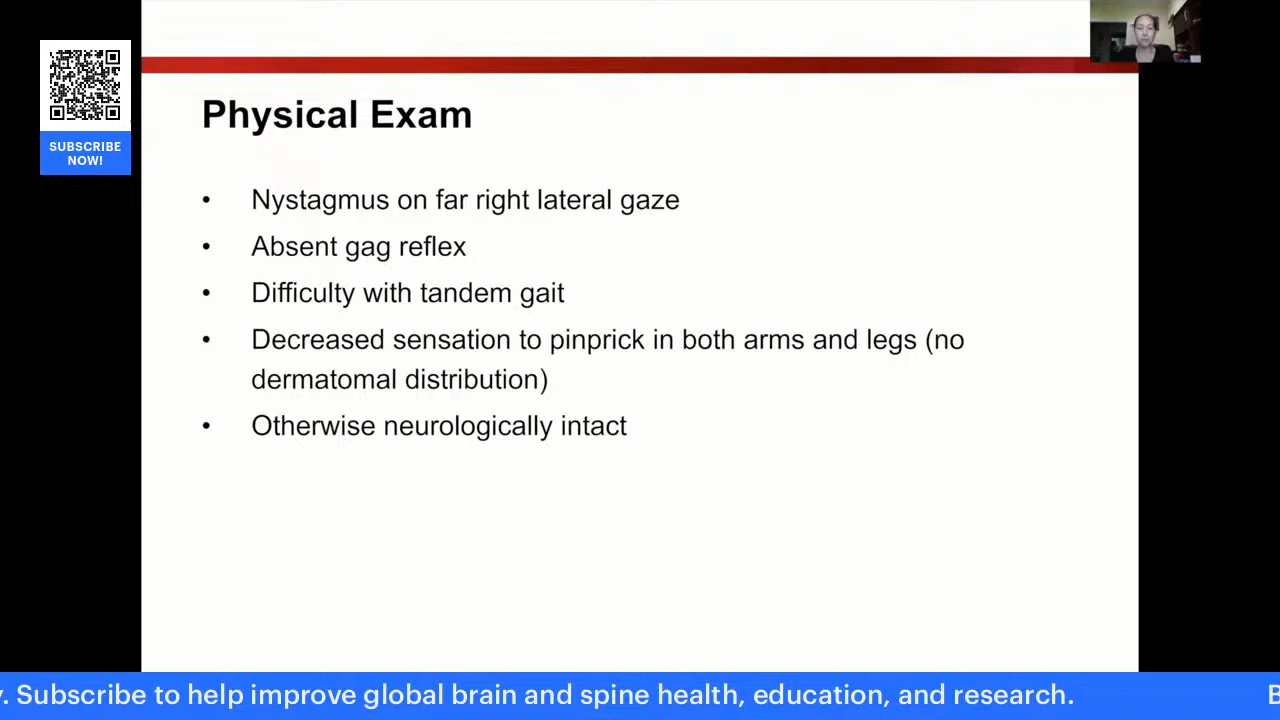 SUBSCRIBE
NOW!
Physical Exam
• Nystagmus on far right lateral gaze
• Absent gag reflex
• Difficulty with tandem gait
• Decreased sensation to pinprick in both arms and legs (no
dermatomal distribution)
• Otherwise neurologically intact
. Subscribe to help improve global brain and spine health, education, and research.